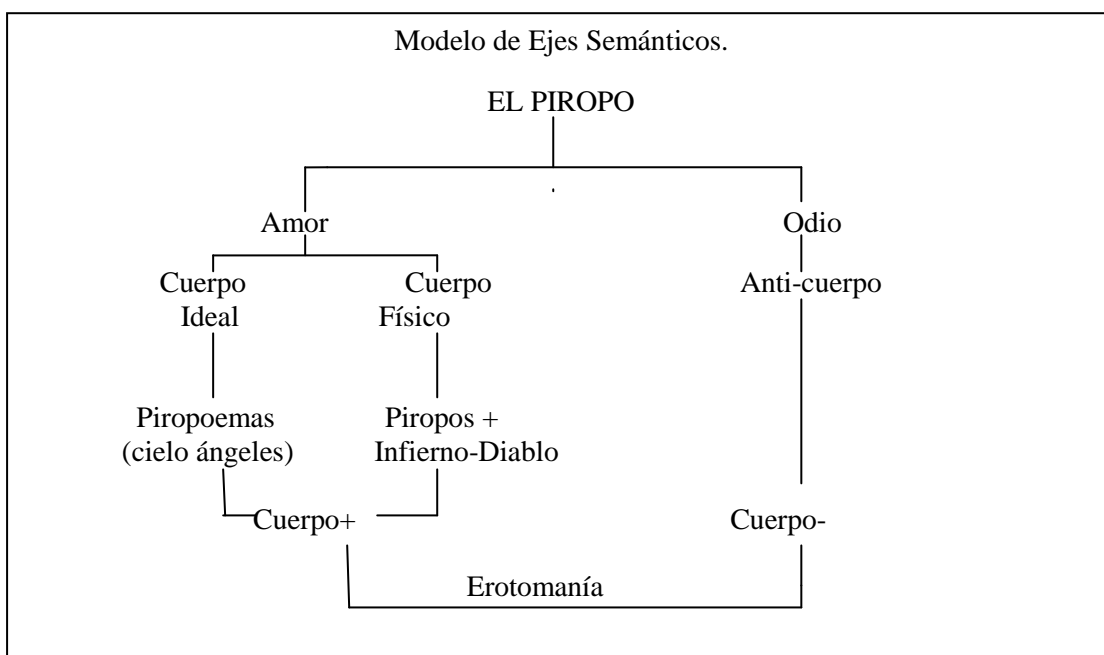 Modelo de Ejes Semánticos.
EL PIROPO
Amor
Odio
Cuerpo
Ideal
Cuerpo
Físico
Anti-cuerpo
Piropoemas
(cielo ángeles)
Piropos +
Infierno-Diablo
Cuerpo+
Cuerpo-
Erotomanía